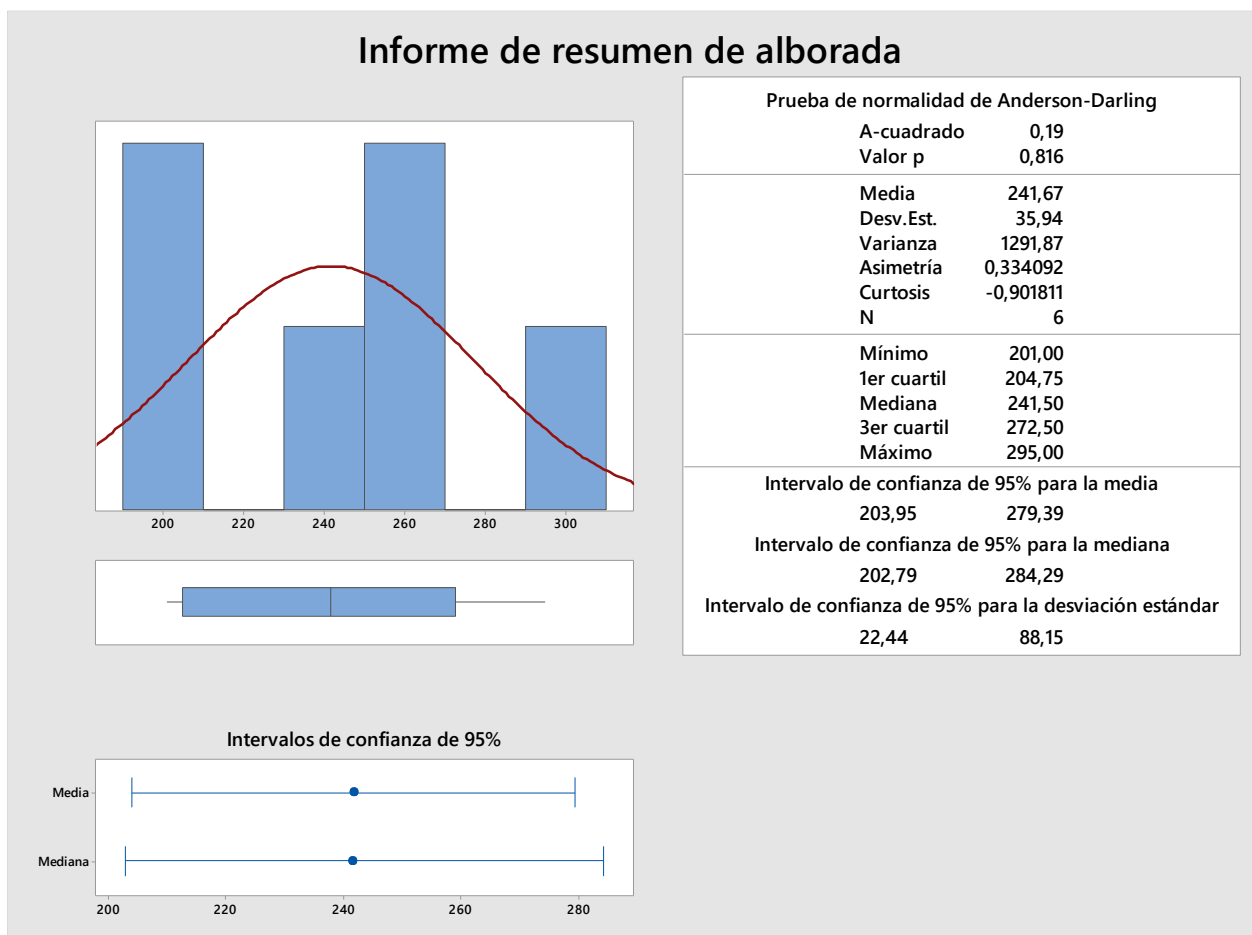 Informe de resumen de alborada
Prueba de normalidad de Anderson-Darling
A-cuadrado 0,19
Valor p 0,816
Media 241,67
Desv.Est. 35,94
Varianza 1291,87
Asimetría 0,334092
Curtosis -0,901811
N 6
Mínimo 201,00
1er cuartil 204,75
Mediana 241,50
3er cuartil 272,50
Máximo 295,00
Intervalo de confianza de 95% para la media
203,95 279,39
Intervalo de confianza de 95% para la mediana
202,79 284,29
Intervalo de confianza de 95% para la desviación estándar
22,44 88,15
200 220 240 260 280 300
Intervalos de confianza de 95%
Media
Mediana
200 220 240 260 280